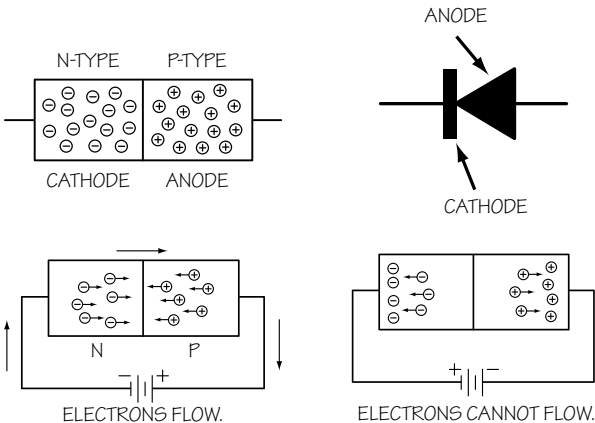 ANODE
N-TYPE P-TYPE
CATHODE ANODE
CATHODE
N P
− +
ELECTRONS FLOW.
+ −
ELECTRONS CANNOT FLOW.